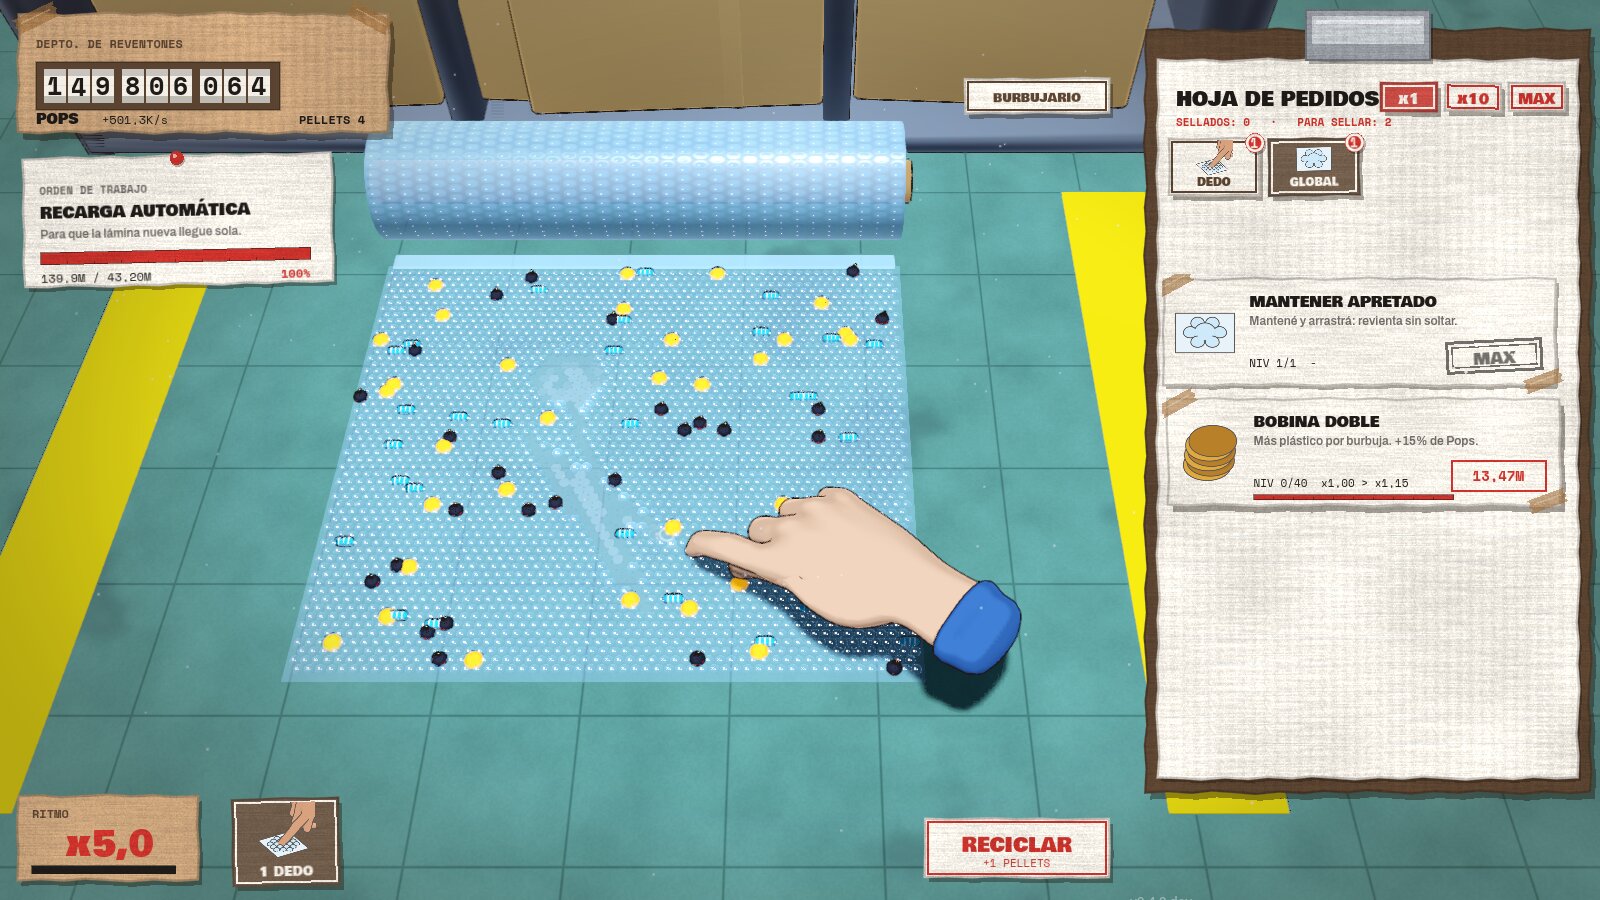 DEPTO. DE REVENTONES
149 806 064
POPS +501.3K/s PELLETS 4
ORDEN DE TRABAJO
RECARGA AUTOMÁTICA
Para que la lámina nueva llegue sola.
139.9M / 43.20M 100%
BURBUJARIO
HOJA DE PEDIDOS x1 x10 MAX
SELLADOS: 0 · PARA SELLAR: 2
1 1
DEDO GLOBAL
MANTENER APRETADO
Mantené y arrastrá: revienta sin soltar.
NIV 1/1 - MAX
BOBINA DOBLE
Más plástico por burbuja. +15% de Pops.
NIV 0/40 x1.00 > x1.15 13.47M
RITMO
x5,0
1 DEDO
RECICLAR
+1 PELLETS